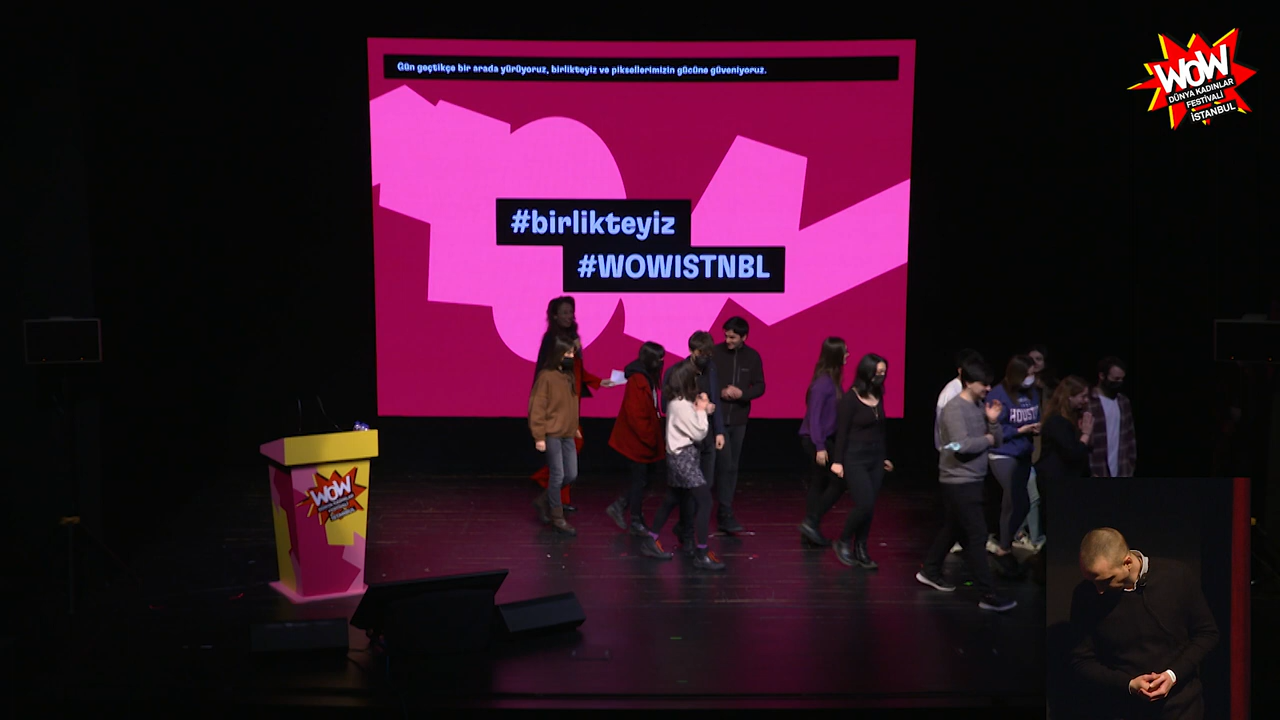 Gün geçtikçe bir arada yürüyoruz, birlikteyiz ve piksellerimizin gücüne güveniyoruz.
WOW
DÜNYA KADINLAR
FESTİVALİ
İSTANBUL
#birlikteyiz
#WOWISTNBL
HOUST
WOW